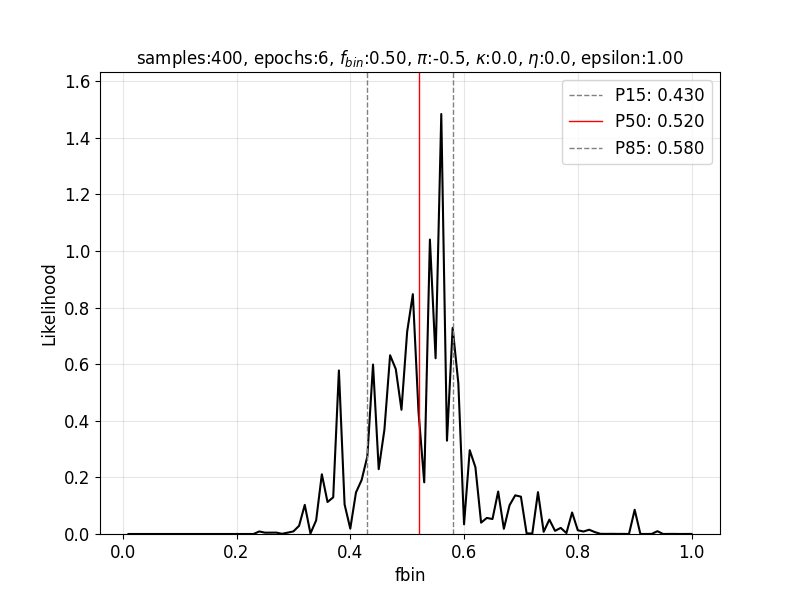 samples:400, epochs:6, f_bin:0.50, π:-0.5, κ:0.0, η:0.0, epsilon:1.00
P15: 0.430
P50: 0.520
P85: 0.580
1.6
1.4
1.2
1.0
0.8
0.6
0.4
0.2
0.0
Likelihood
0.0 0.2 0.4 0.6 0.8 1.0
fbin